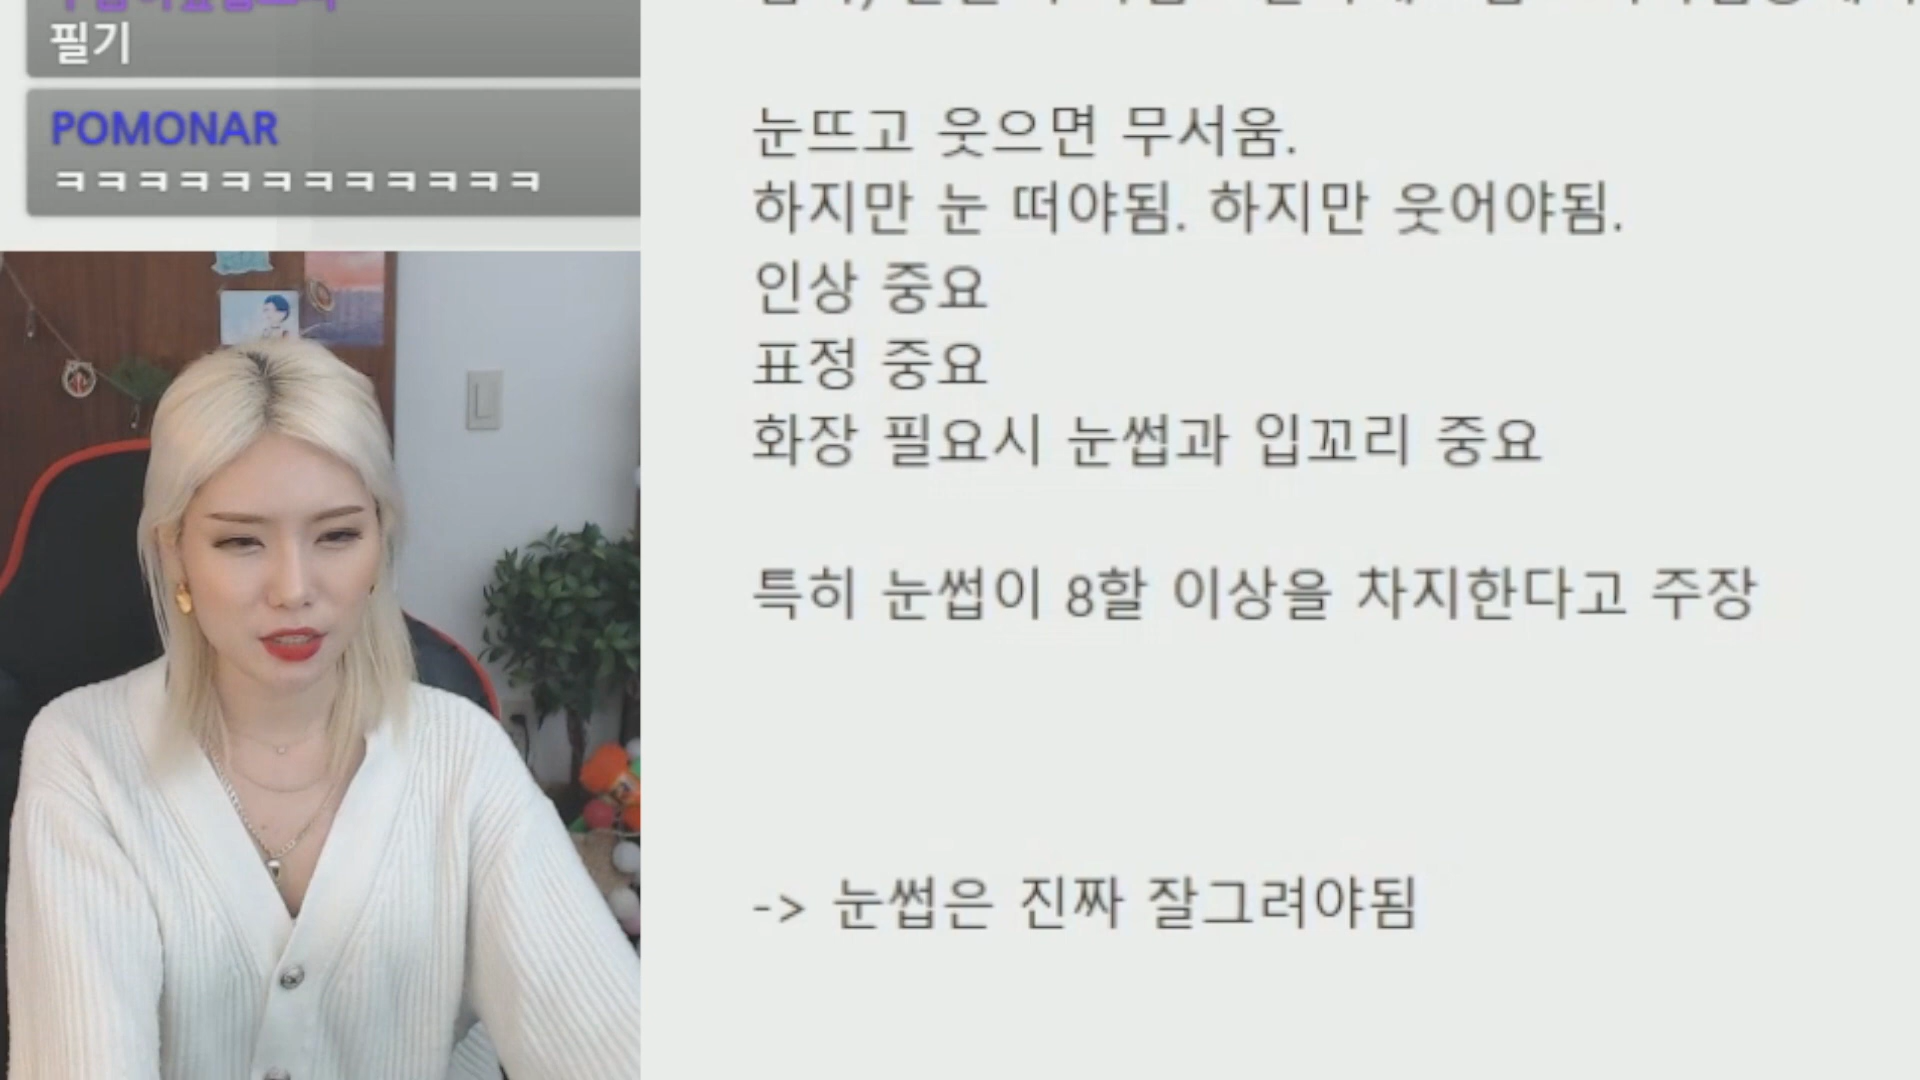 필기
POMONAR
ㅋㅋㅋㅋㅋㅋㅋㅋㅋㅋㅋㅋ
눈뜨고 웃으면 무서움.
하지만 눈 떠야됨. 하지만 웃어야됨.
인상 중요
표정 중요
화장 필요시 눈썹과 입꼬리 중요
특히 눈썹이 8할 이상을 차지한다고 주장
-> 눈썹은 진짜 잘그려야됨